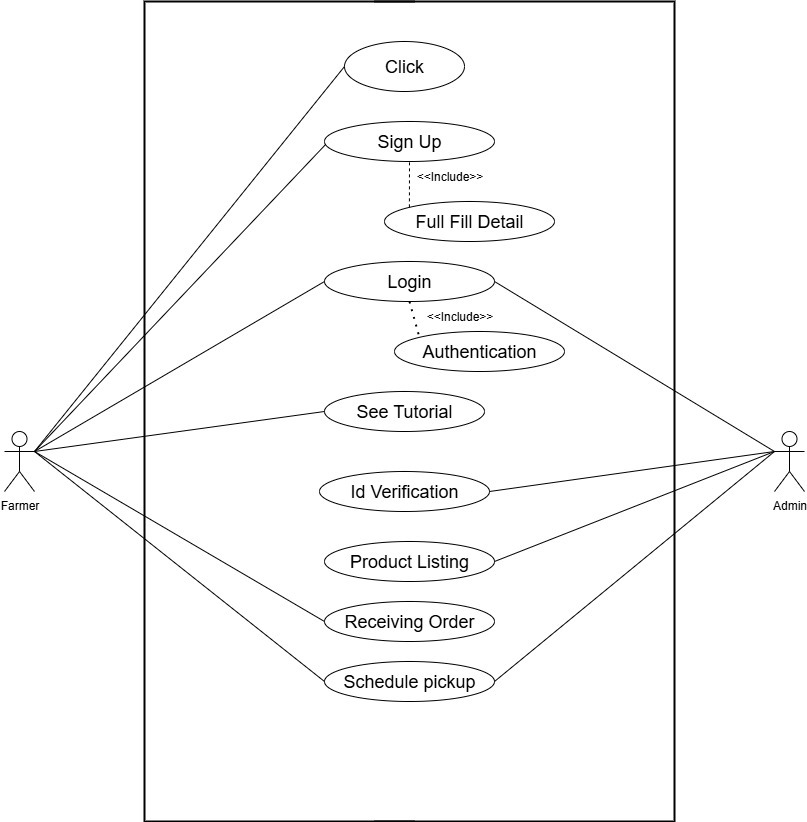 Click
Sign Up
<<Include>>
Full Fill Detail
Login
<<Include>>
Authentication
See Tutorial
Id Verification
Farmer
Admin
Product Listing
Receiving Order
Schedule pickup